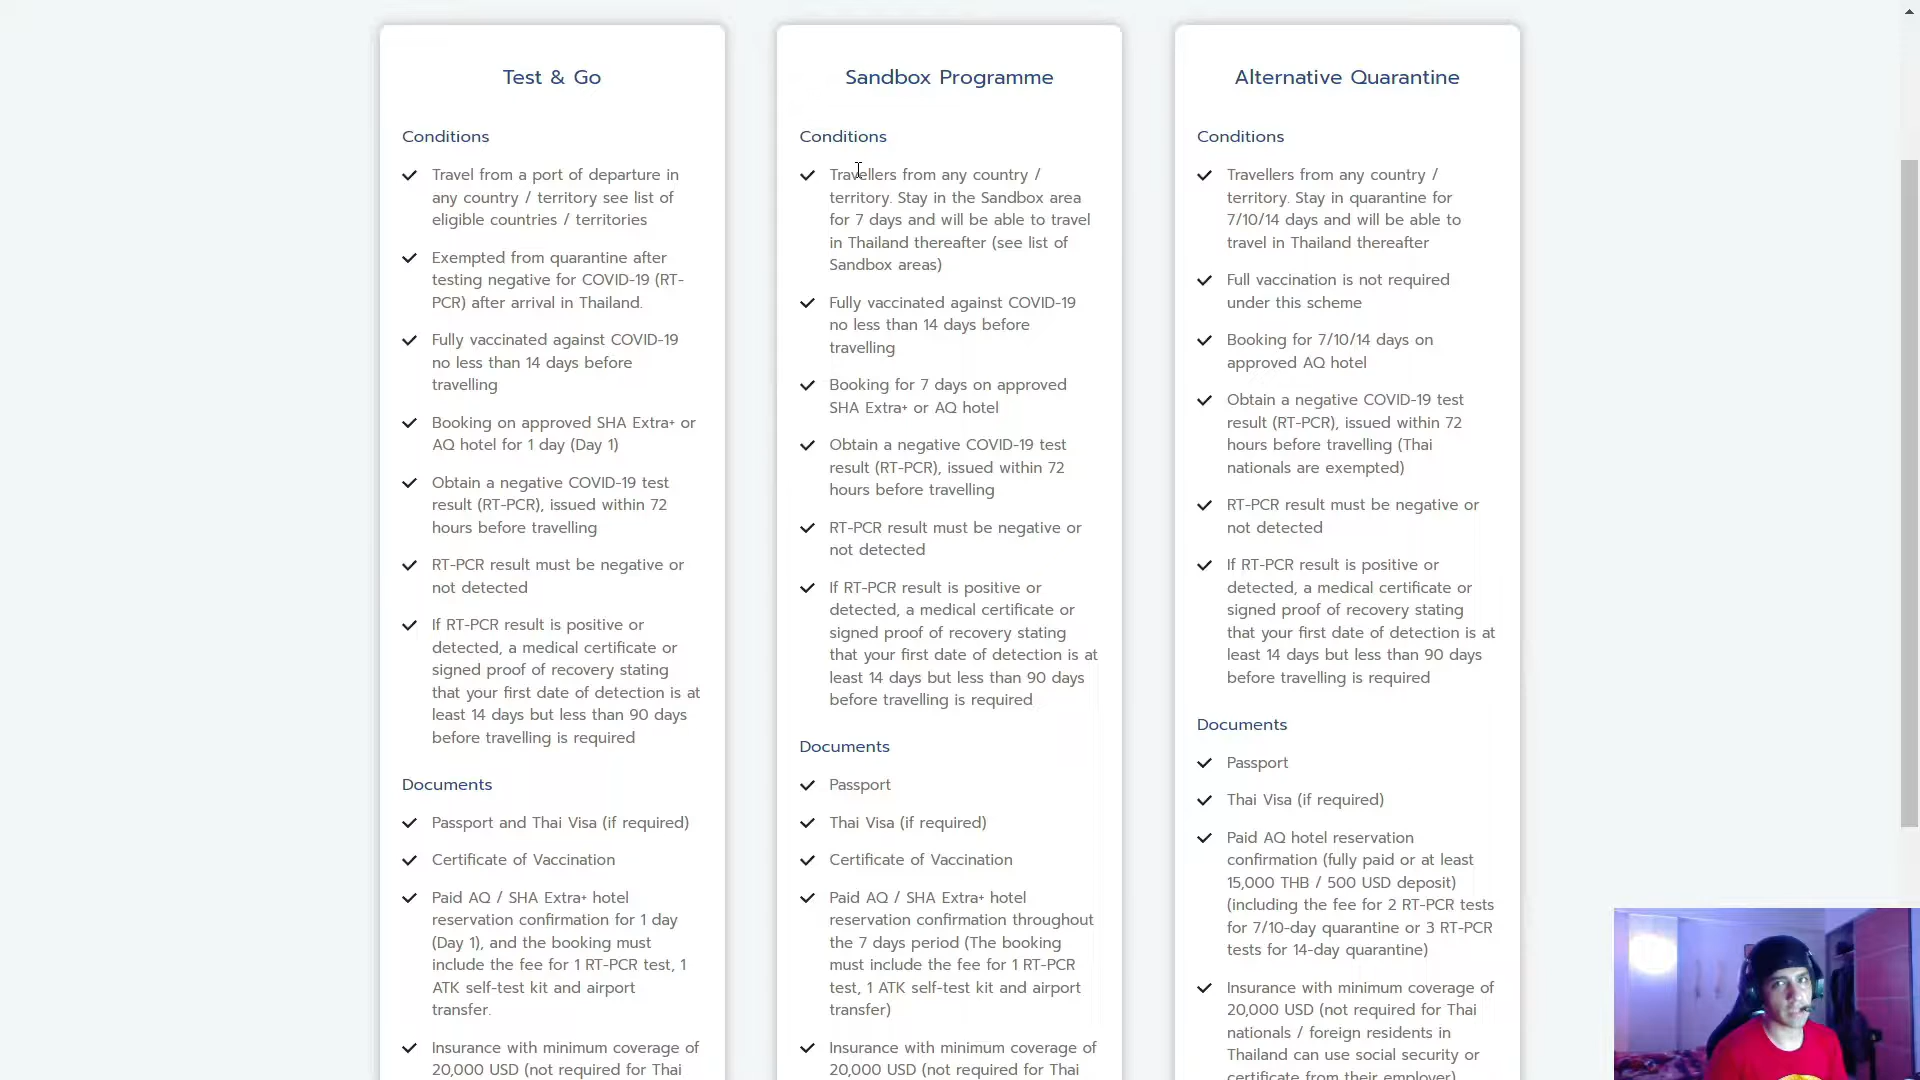 Test & Go
Conditions
Travel from a port of departure in
any country / territory see list of
eligible countries / territories
Exempted from quarantine after
testing negative for COVID-19 (RT-
PCR) after arrival in Thailand.
Fully vaccinated against COVID-19
no less than 14 days before
travelling
Booking on approved SHA Extra+ or
AQ hotel for 1 day (Day 1)
Obtain a negative COVID-19 test
result (RT-PCR), issued within 72
hours before travelling
RT-PCR result must be negative or
not detected
If RT-PCR result is positive or
detected, a medical certificate or
signed proof of recovery stating
that your first date of detection is at
least 14 days but less than 90 days
before travelling is required
Documents
Passport and Thai Visa (if required)
Certificate of Vaccination
Paid AQ / SHA Extra+ hotel
reservation confirmation for 1 day
(Day 1), and the booking must
include the fee for 1 RT-PCR test, 1
ATK self-test kit and airport
transfer.
Insurance with minimum coverage of
20,000 USD (not required for Thai
Sandbox Programme
Conditions
Travellers from any country /
territory. Stay in the Sandbox area
for 7 days and will be able to travel
in Thailand thereafter (see list of
Sandbox areas)
Fully vaccinated against COVID-19
no less than 14 days before
travelling
Booking for 7 days on approved
SHA Extra+ or AQ hotel
Obtain a negative COVID-19 test
result (RT-PCR), issued within 72
hours before travelling
RT-PCR result must be negative or
not detected
If RT-PCR result is positive or
detected, a medical certificate or
signed proof of recovery stating
that your first date of detection is at
least 14 days but less than 90 days
before travelling is required
Documents
Passport
Thai Visa (if required)
Certificate of Vaccination
Paid AQ / SHA Extra+ hotel
reservation confirmation throughout
the 7 days period (The booking
must include the fee for 1 RT-PCR
test, 1 ATK self-test kit and airport
transfer)
Insurance with minimum coverage of
20,000 USD (not required for Thai
Alternative Quarantine
Conditions
Travellers from any country /
territory. Stay in quarantine for
7/10/14 days and will be able to
travel in Thailand thereafter
Full vaccination is not required
under this scheme
Booking for 7/10/14 days on
approved AQ hotel
Obtain a negative COVID-19 test
result (RT-PCR), issued within 72
hours before travelling (Thai
nationals are exempted)
RT-PCR result must be negative or
not detected
If RT-PCR result is positive or
detected, a medical certificate or
signed proof of recovery stating
that your first date of detection is at
least 14 days but less than 90 days
before travelling is required
Documents
Passport
Thai Visa (if required)
Paid AQ hotel reservation
confirmation (fully paid or at least
15,000 THB / 500 USD deposit)
(including the fee for 2 RT-PCR tests
for 7/10-day quarantine or 3 RT-PCR
tests for 14-day quarantine)
Insurance with minimum coverage of
20,000 USD (not required for Thai
nationals / foreign residents in
Thailand can use social security or
certificate from their employer)